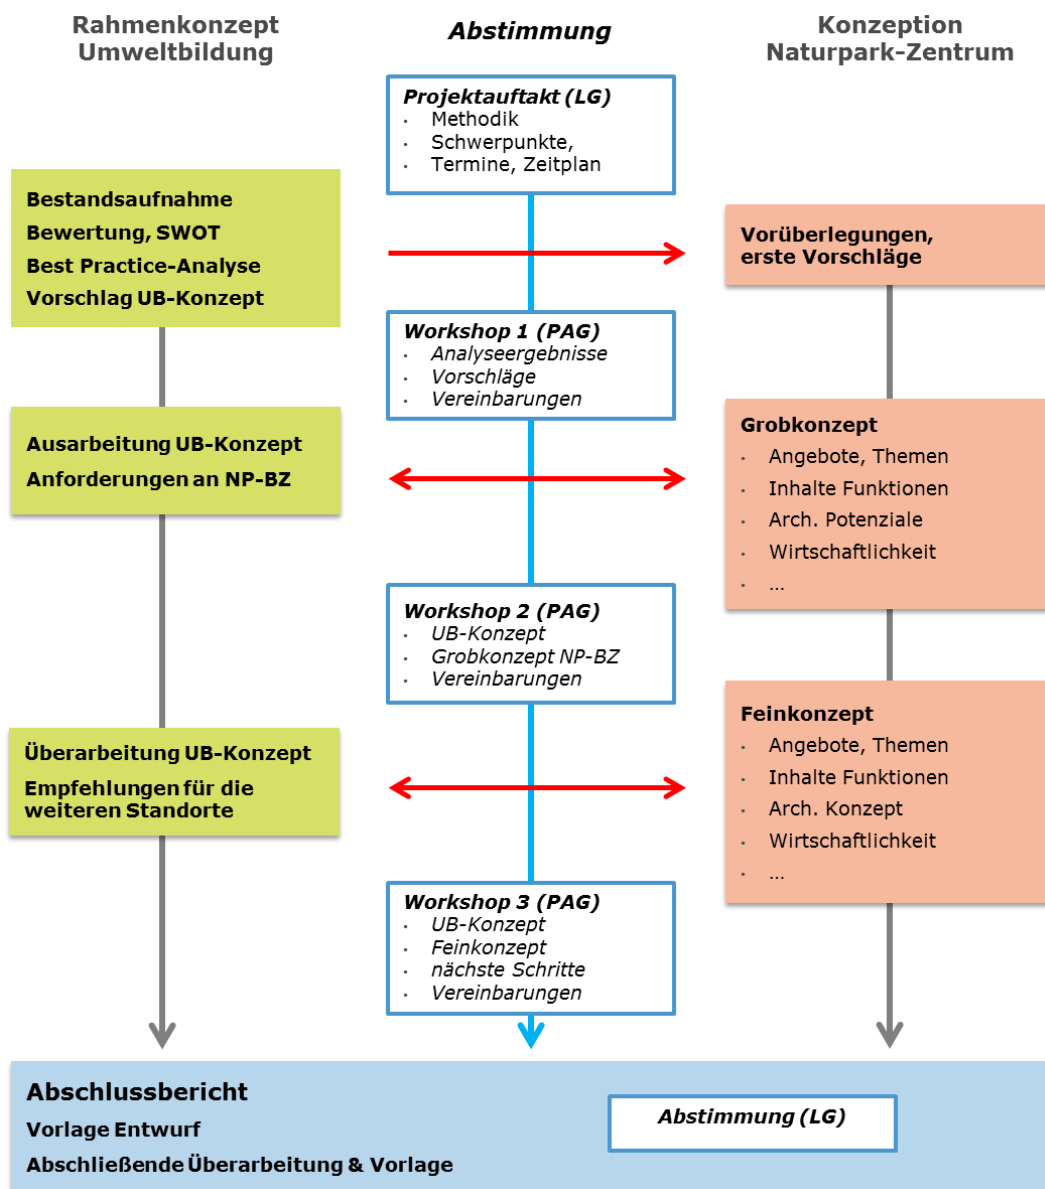 Rahmenkonzept
Umweltbildung
Abstimmung
Konzeption
Naturpark-Zentrum
Projektauftakt (LG)
· Methodik
· Schwerpunkte,
· Termine, Zeitplan
Bestandsaufnahme
Bewertung, SWOT
Best Practice-Analyse
Vorschlag UB-Konzept
Vorüberlegungen,
erste Vorschläge
Workshop 1 (PAG)
· Analyseergebnisse
· Vorschläge
· Vereinbarungen
Ausarbeitung UB-Konzept
Anforderungen an NP-BZ
Grobkonzept
· Angebote, Themen
· Inhalte Funktionen
· Arch. Potenziale
· Wirtschaftlichkeit
· ...
Workshop 2 (PAG)
· UB-Konzept
· Grobkonzept NP-BZ
· Vereinbarungen
Überarbeitung UB-Konzept
Empfehlungen für die
weiteren Standorte
Feinkonzept
· Angebote, Themen
· Inhalte Funktionen
· Arch. Konzept
· Wirtschaftlichkeit
· ...
Workshop 3 (PAG)
· UB-Konzept
· Feinkonzept
· nächste Schritte
· Vereinbarungen
Abschlussbericht
Vorlage Entwurf
Abschließende Überarbeitung & Vorlage
Abstimmung (LG)